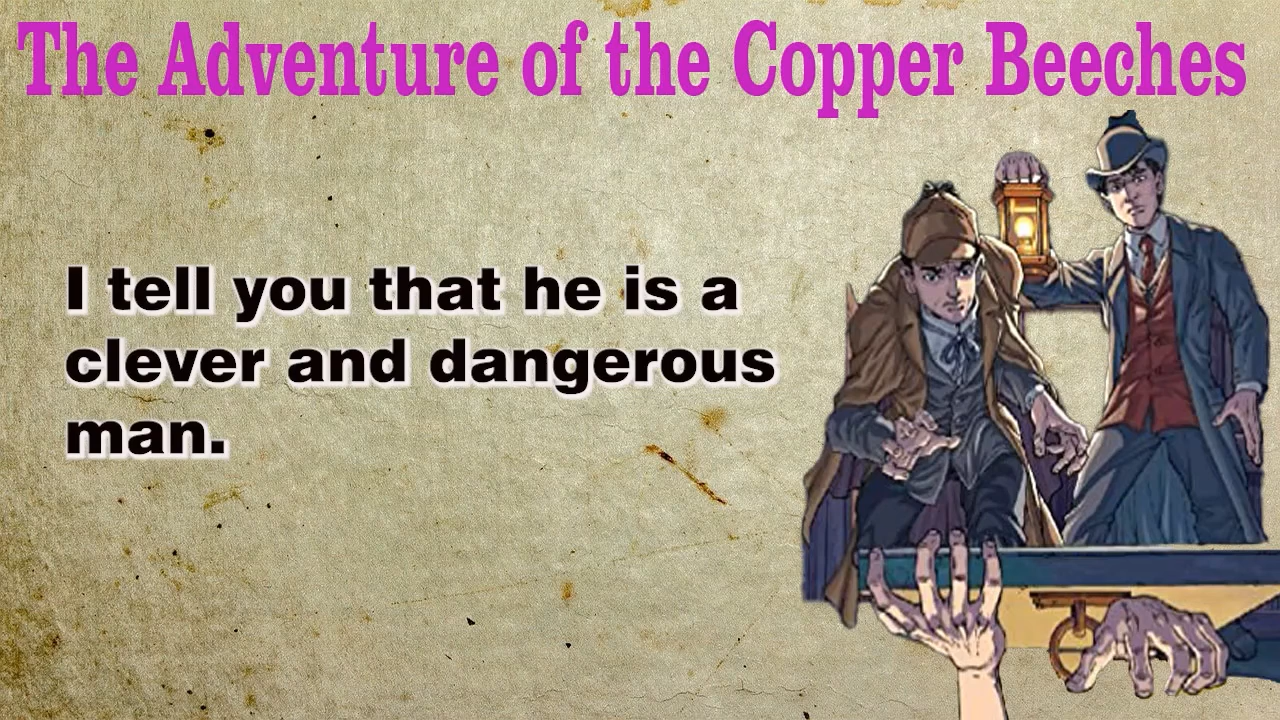 The Adventure of the Copper Beeches
I tell you that he is a
clever and dangerous
man.